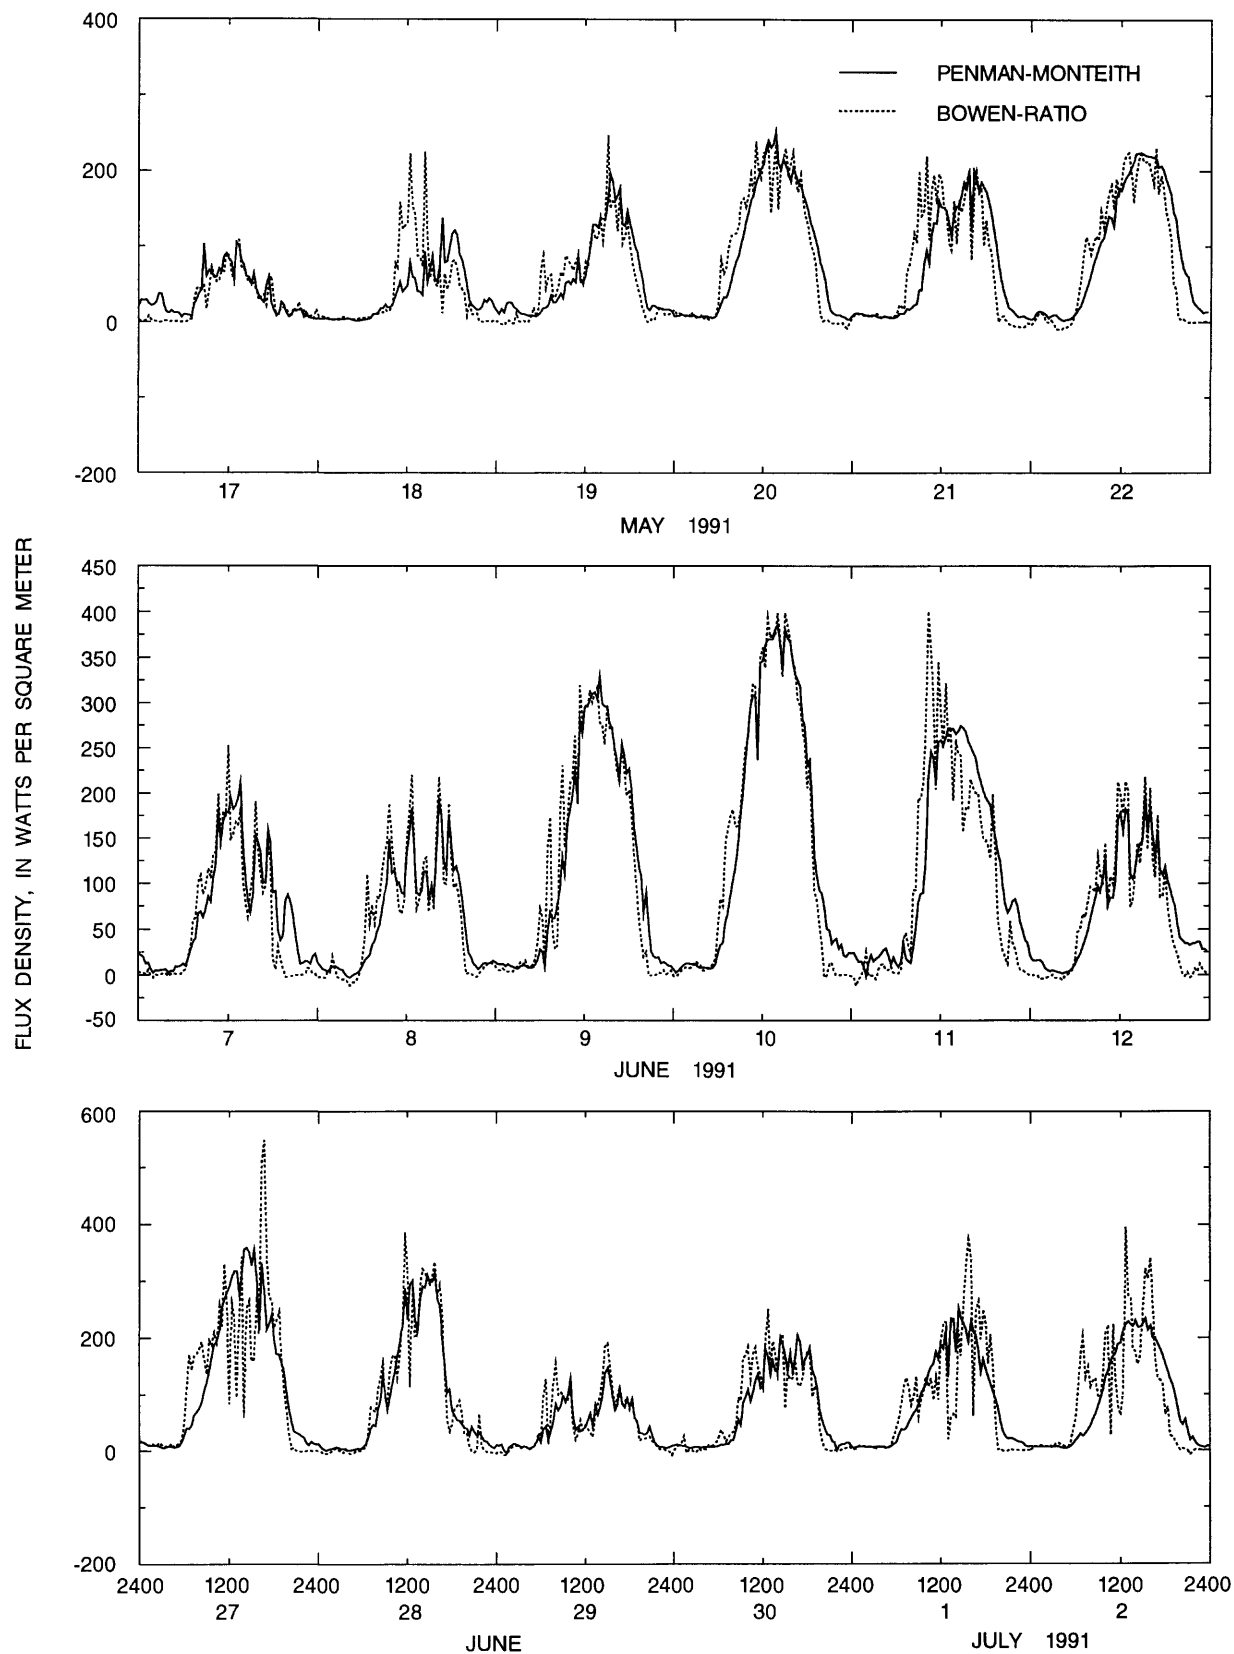 400
PENMAN-MONTEITH
BOWEN-RATIO
200
0
-200
17 18 19 20 21 22
MAY 1991
FLUX DENSITY, IN WATTS PER SQUARE METER
450
400
350
300
250
200
150
100
50
0
-50
7 8 9 10 11 12
JUNE 1991
600
400
200
0
-200
2400 1200 2400 1200 2400 1200 2400 1200 2400 1200 2400 1200 2400
27 28 29 30 1 2
JUNE JULY 1991